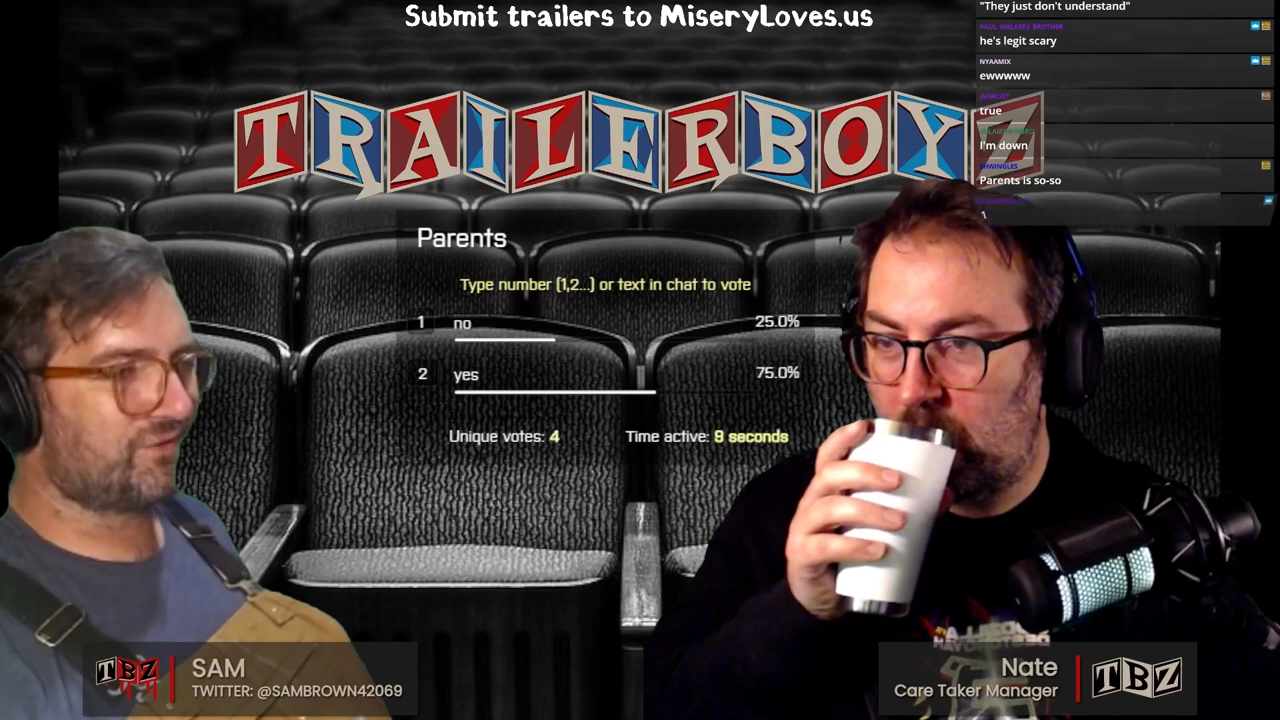 Submit trailers to MiseryLoves.us
"They just don't understand"
PAUL WALKERS BROTHER
he's legit scary
NYAAMIX
ewwwww
true
I'm down
Parents is so-so
TRAILERBOYZ
Parents
Type number (1,2...) or text in chat to vote
1 no 25.0%
2 yes 75.0%
Unique votes: 4 Time active: 9 seconds
TBZ
SAM
TWITTER: @SAMBROWN42069
Nate
Care Taker Manager
TBZ